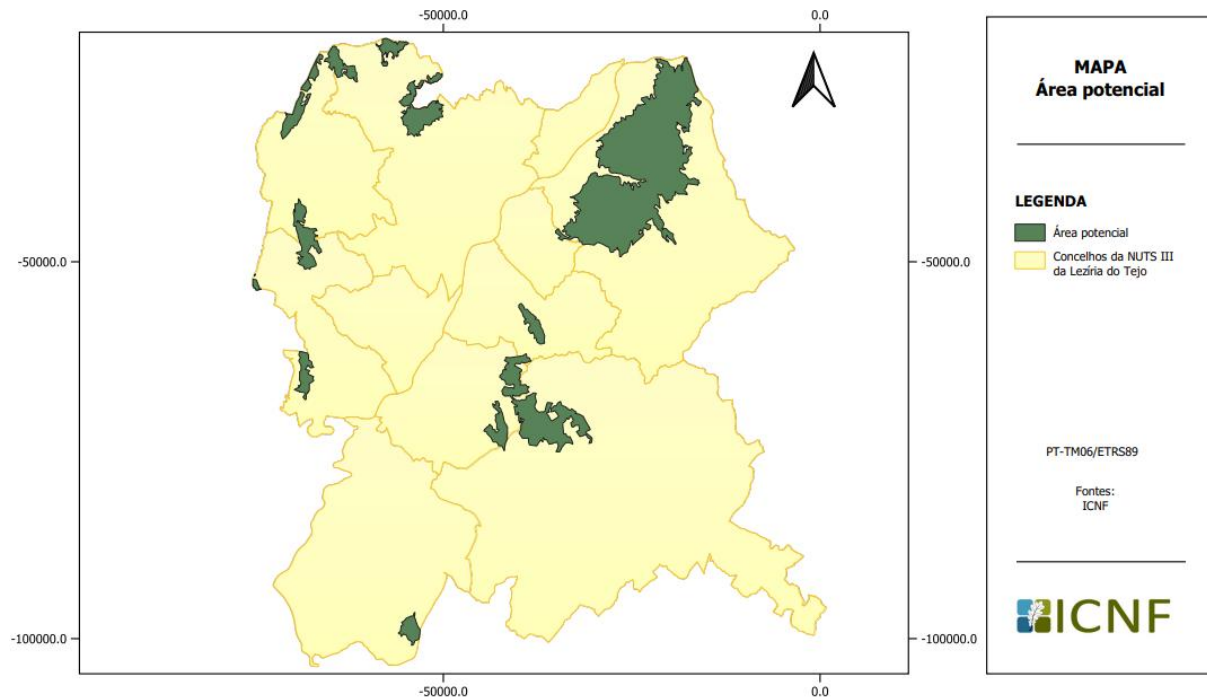 -50000.0
0.0
-50000.0
-50000.0
-100000.0
-100000.0
-50000.0
0.0
MAPA
Área potencial
LEGENDA
Área potencial
Concelhos da NUTS III
da Lezíria do Tejo
PT-TM06/ETRS89
Fontes:
ICNF
ICNF